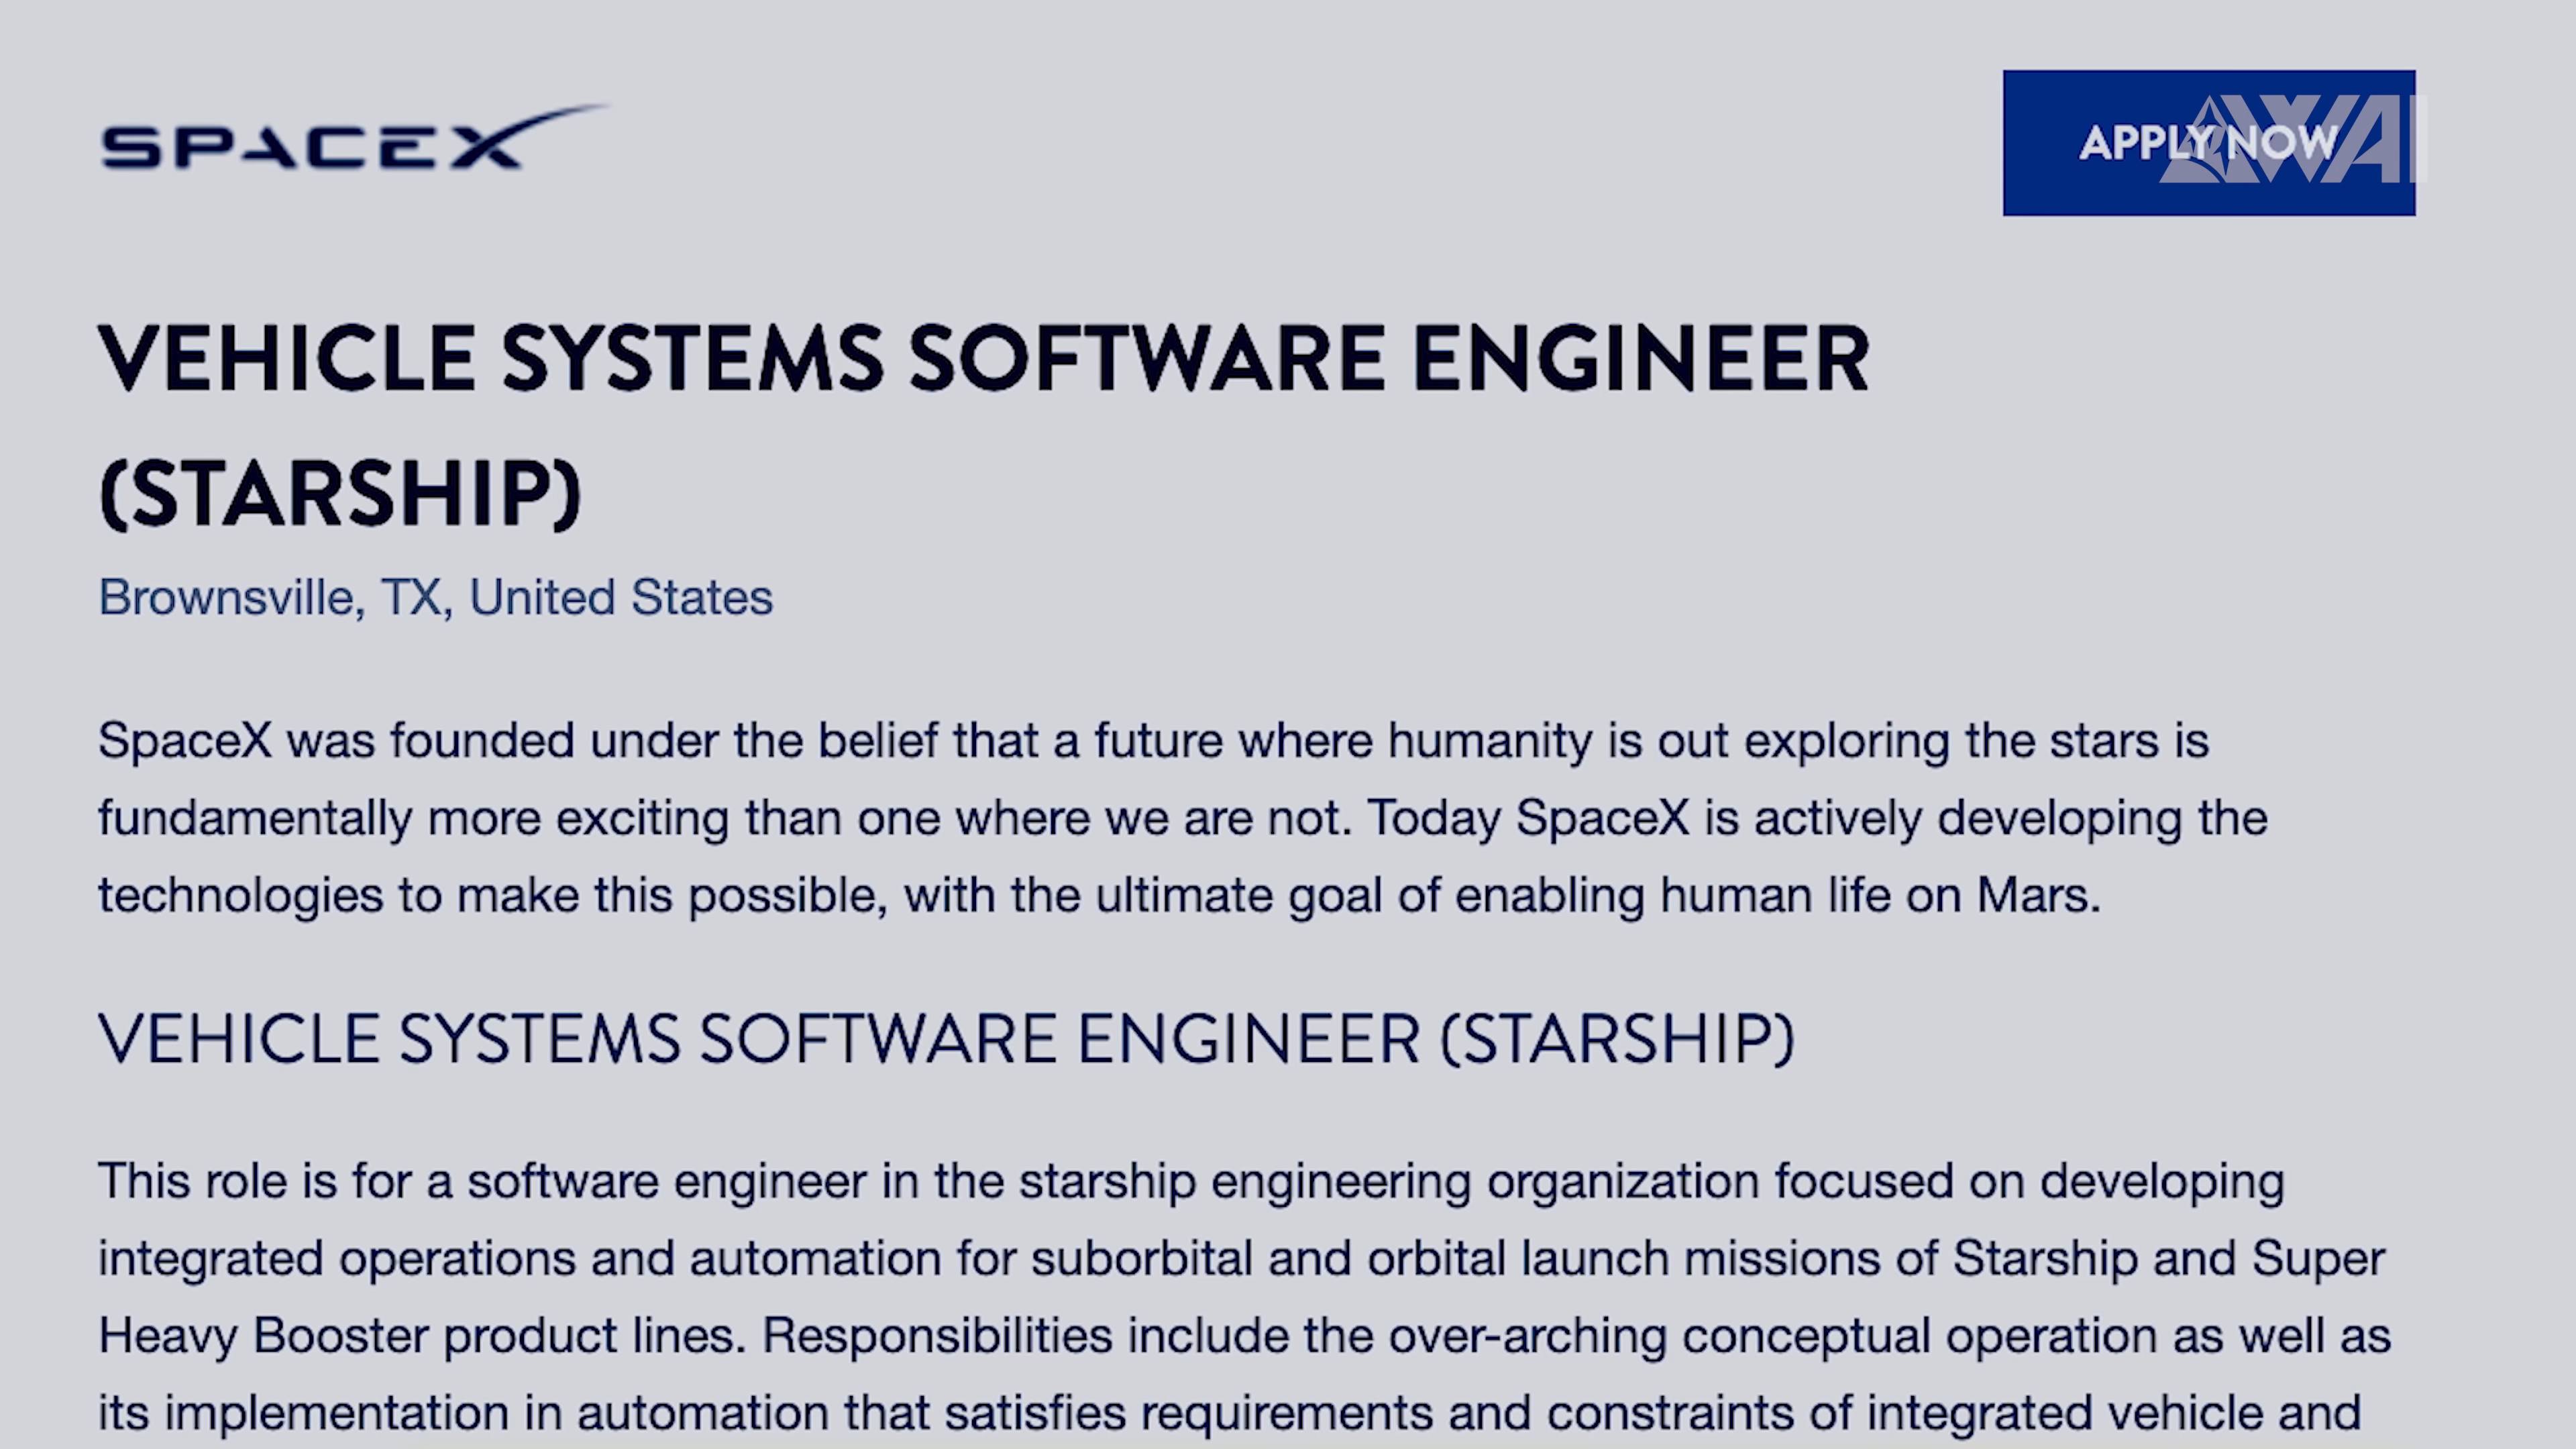 SPACEX
APPLY NOW
WAI
VEHICLE SYSTEMS SOFTWARE ENGINEER
(STARSHIP)
Brownsville, TX, United States
SpaceX was founded under the belief that a future where humanity is out exploring the stars is
fundamentally more exciting than one where we are not. Today SpaceX is actively developing the
technologies to make this possible, with the ultimate goal of enabling human life on Mars.
VEHICLE SYSTEMS SOFTWARE ENGINEER (STARSHIP)
This role is for a software engineer in the starship engineering organization focused on developing
integrated operations and automation for suborbital and orbital launch missions of Starship and Super
Heavy Booster product lines. Responsibilities include the over-arching conceptual operation as well as
its implementation in automation that satisfies requirements and constraints of integrated vehicle and